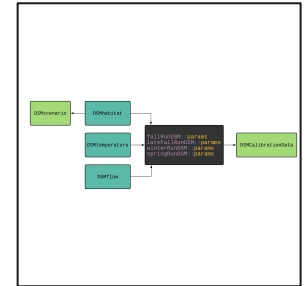 DSMscenario
DSMhabitat
DSMtemperature
DSMflow
fallRunDSM::params
lateFallRunDSM::params
winterRunDSM::params
springRunDSM::params
DSMCalibrationData